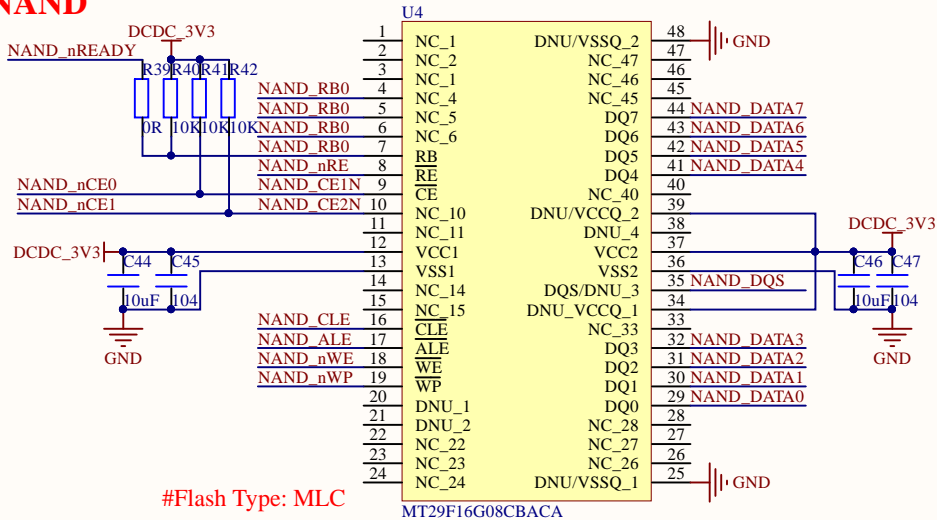 NAND
U4
DCDC_3V3
NAND_nREADY
R39 R40 R41 R42
0R 10K 10K 10K
NAND_RB0
NAND_RB0
NAND_RB0
NAND_RB0
NAND_nRE
NAND_nCE0 NAND_CE1N
NAND_nCE1 NAND_CE2N
DCDC_3V3
C44 C45
10uF 104
GND
NAND_CLE
NAND_ALE
NAND_nWE
NAND_nWP
1 NC_1
2 NC_2
3 NC_1
4 NC_4
5 NC_5
6 NC_6
7 RB
8 RE
9 CE
10 NC_10
11 NC_11
12 VCC1
13 VSS1
14 NC_14
15 NC_15
16 CLE
17 ALE
18 WE
19 WP
20 DNU_1
21 DNU_2
22 NC_22
23 NC_23
24 NC_24
DNU/VSSQ_2 48 GND
NC_47 47
NC_46 46
NC_45 45
DQ7 44 NAND_DATA7
DQ6 43 NAND_DATA6
DQ5 42 NAND_DATA5
DQ4 41 NAND_DATA4
NC_40 40
DNU/VCCQ_2 39
DNU_4 38
VCC2 37
VSS2 36
DQS/DNU_3 35 NAND_DQS
DNU_VCCQ_1 34
NC_33 33
DQ3 32 NAND_DATA3
DQ2 31 NAND_DATA2
DQ1 30 NAND_DATA1
DQ0 29 NAND_DATA0
NC_28 28
NC_27 27
NC_26 26
DNU/VSSQ_1 25 GND
DCDC_3V3
C46 C47
10uF 104
GND
#Flash Type: MLC
MT29F16G08CBACA